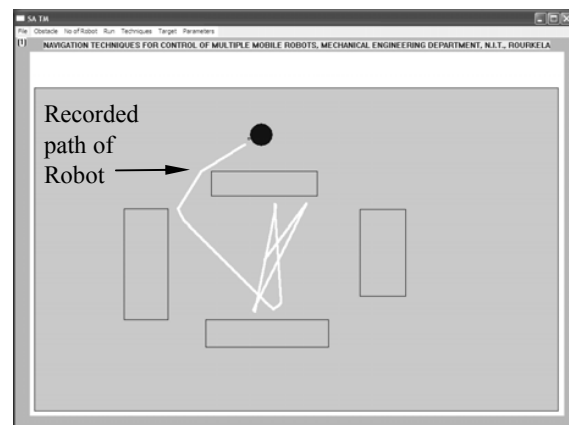 SA TM
File Obstacle No of Robot Run Techniques Target Parameters
[1] NAVIGATION TECHNIQUES FOR CONTROL OF MULTIPLE MOBILE ROBOTS, MECHANICAL ENGINEERING DEPARTMENT, N.I.T., ROURKELA
Recorded
path of
Robot